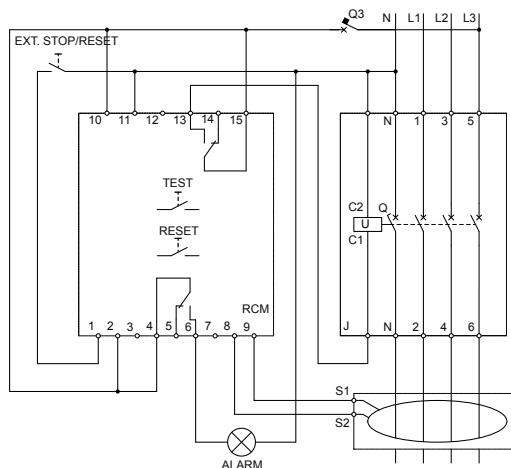 Q3 N L1 L2 L3
EXT. STOP/RESET
10 11 12 13 14 15
N 1 3 5
TEST
C2 Q
U
C1
RESET
RCM
1 2 3 4 5 6 7 8 9
J N 2 4 6
S1
S2
ALARM